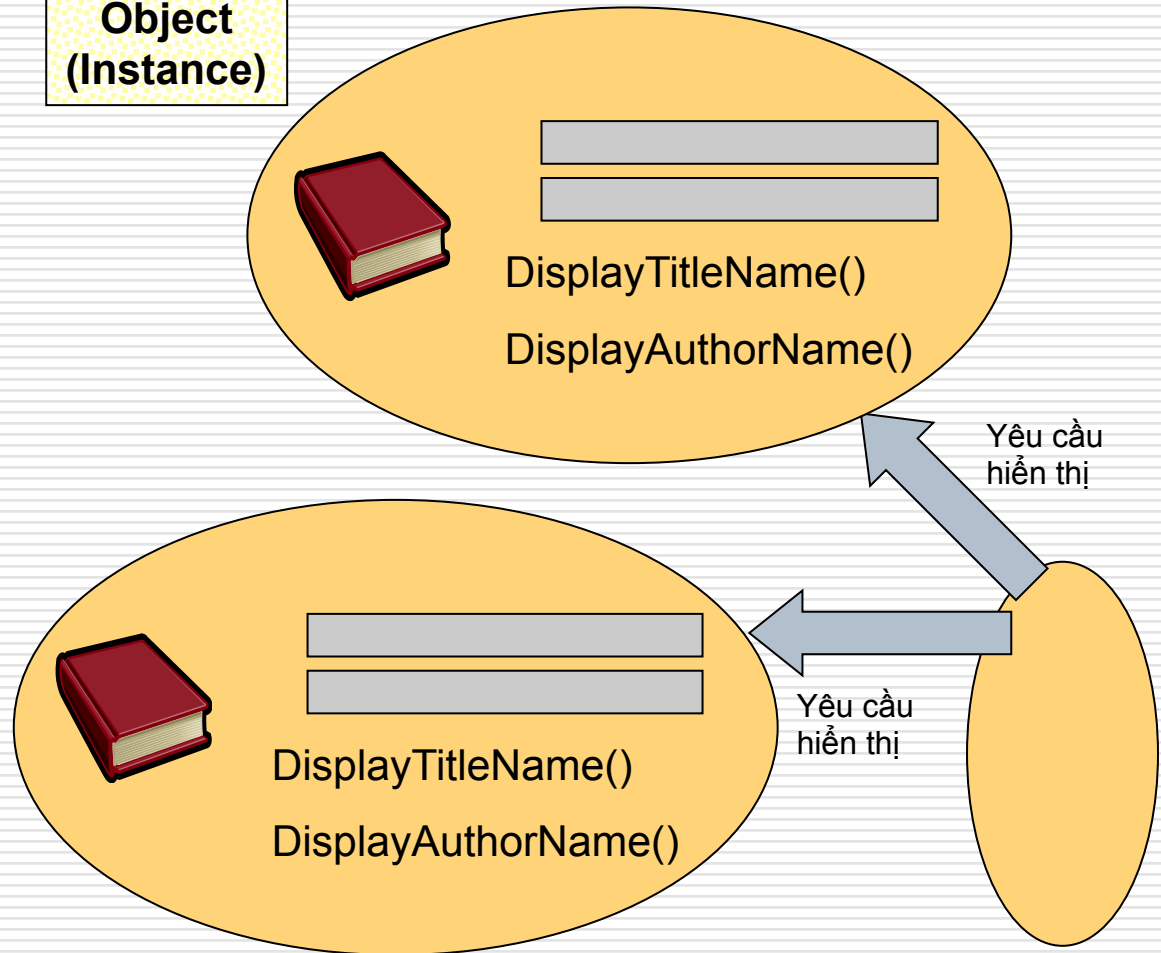 Object
(Instance)
DisplayTitleName()
DisplayAuthorName()
Yêu cầu
hiển thị
Yêu cầu
hiển thị
DisplayTitleName()
DisplayAuthorName()